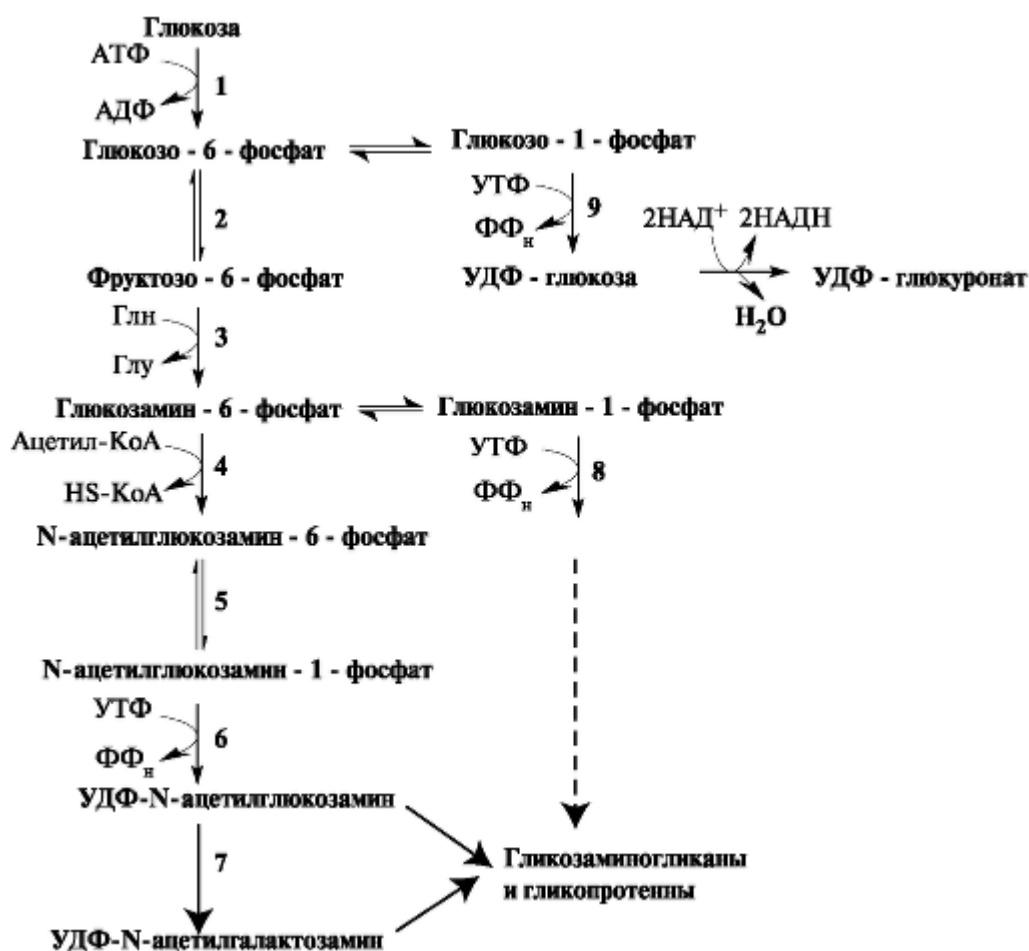 Глюкоза
АТФ
АДФ
1
Глюкозо - 6 - фосфат
Глюкозо - 1 - фосфат
2
УТФ
ФФн
9
2НАД+ 2НАДН
Фруктозо - 6 - фосфат
УДФ - глюкоза
УДФ - глюкуронат
H2O
Глн
Глу
3
Глюкозамин - 6 - фосфат
Глюкозамин - 1 - фосфат
Ацетил-КоА
HS-КоА
4
УТФ
ФФн
8
N-ацетилглюкозамин - 6 - фосфат
5
N-ацетилглюкозамин - 1 - фосфат
УТФ
ФФн
6
УДФ-N-ацетилглюкозамин
7
Гликозаминогликаны
и гликопротенны
УДФ-N-ацетилгалактозамин